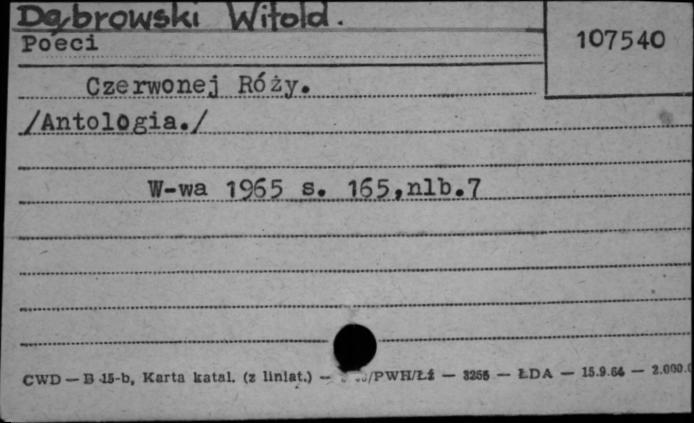 Dąbrowski Witold.
107540
Poeci
Czerwonej Róży.
/Antologia./
W-wa 1965 s. 165,nlb.7
CWD — B 15-b, Karta katal. (z liniat.) — /PWH/Łź — 3266 — ŁDA — 15.9.64 — 2.000.0